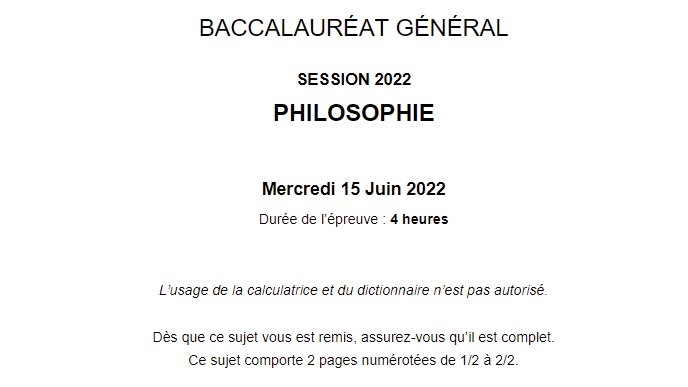 BACCALAURÉAT GÉNÉRAL
SESSION 2022
PHILOSOPHIE
Mercredi 15 Juin 2022
Durée de l’épreuve : 4 heures
L’usage de la calculatrice et du dictionnaire n’est pas autorisé.
Dès que ce sujet vous est remis, assurez-vous qu’il est complet.
Ce sujet comporte 2 pages numérotées de 1/2 à 2/2.